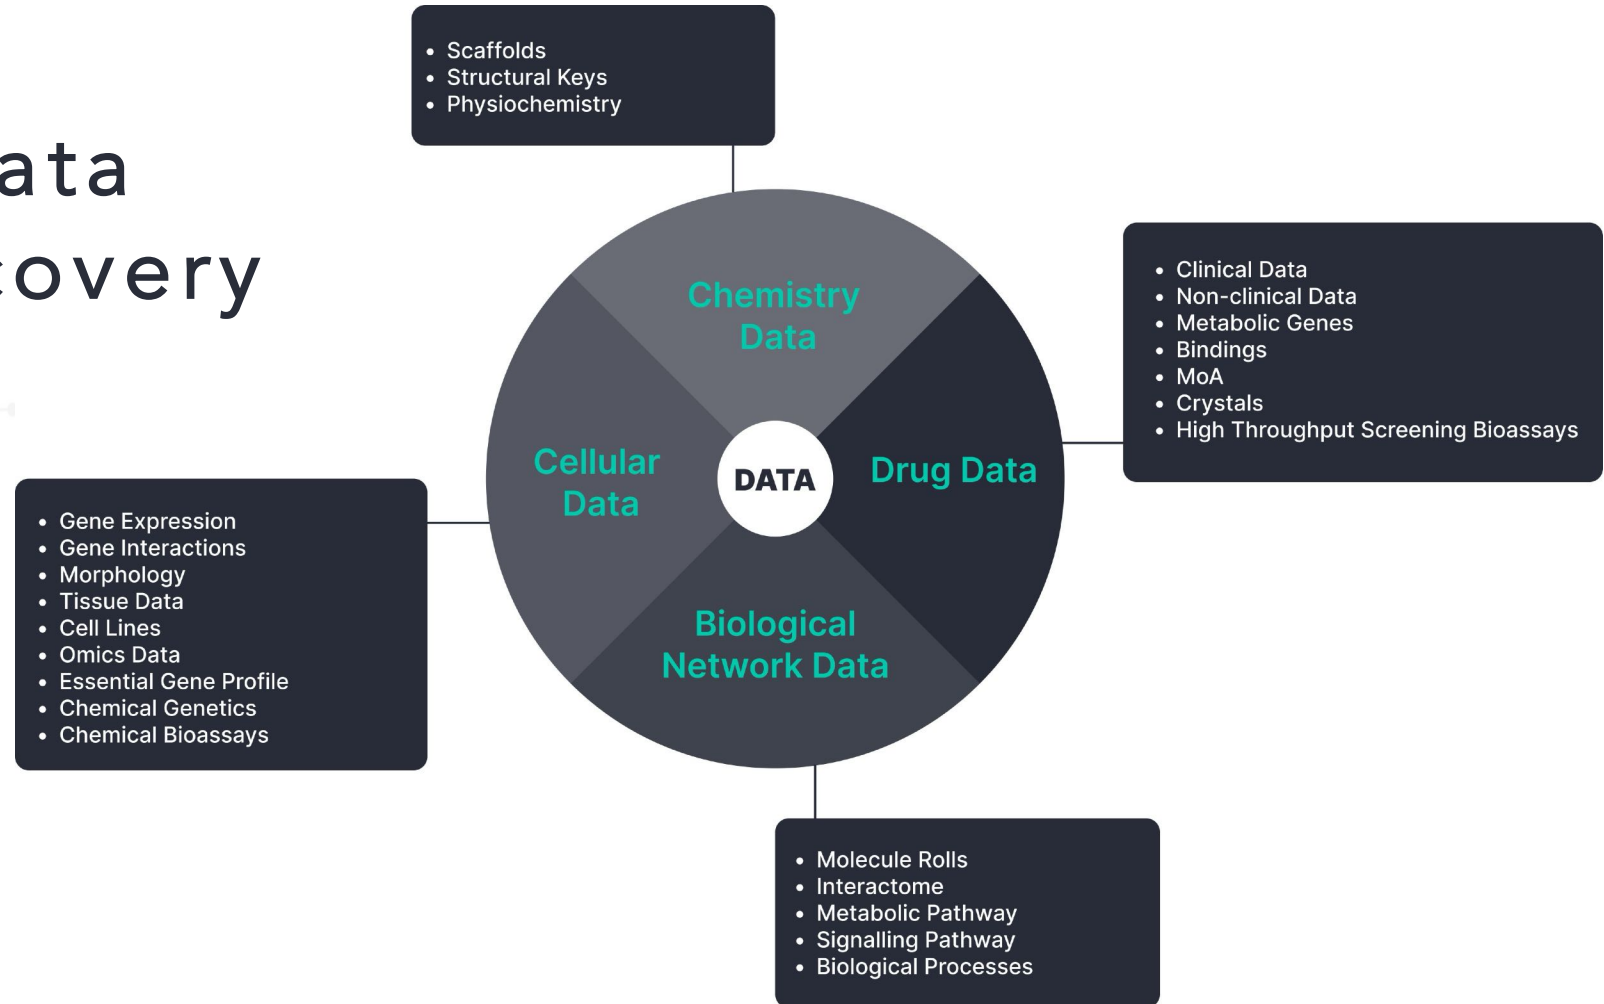 ata
covery
• Scaffolds
• Structural Keys
• Physiochemistry
Chemistry
Data
• Clinical Data
• Non-clinical Data
• Metabolic Genes
• Bindings
• MoA
• Crystals
• High Throughput Screening Bioassays
Cellular
Data
DATA
Drug Data
• Gene Expression
• Gene Interactions
• Morphology
• Tissue Data
• Cell Lines
• Omics Data
• Essential Gene Profile
• Chemical Genetics
• Chemical Bioassays
Biological
Network Data
• Molecule Rolls
• Interactome
• Metabolic Pathway
• Signalling Pathway
• Biological Processes